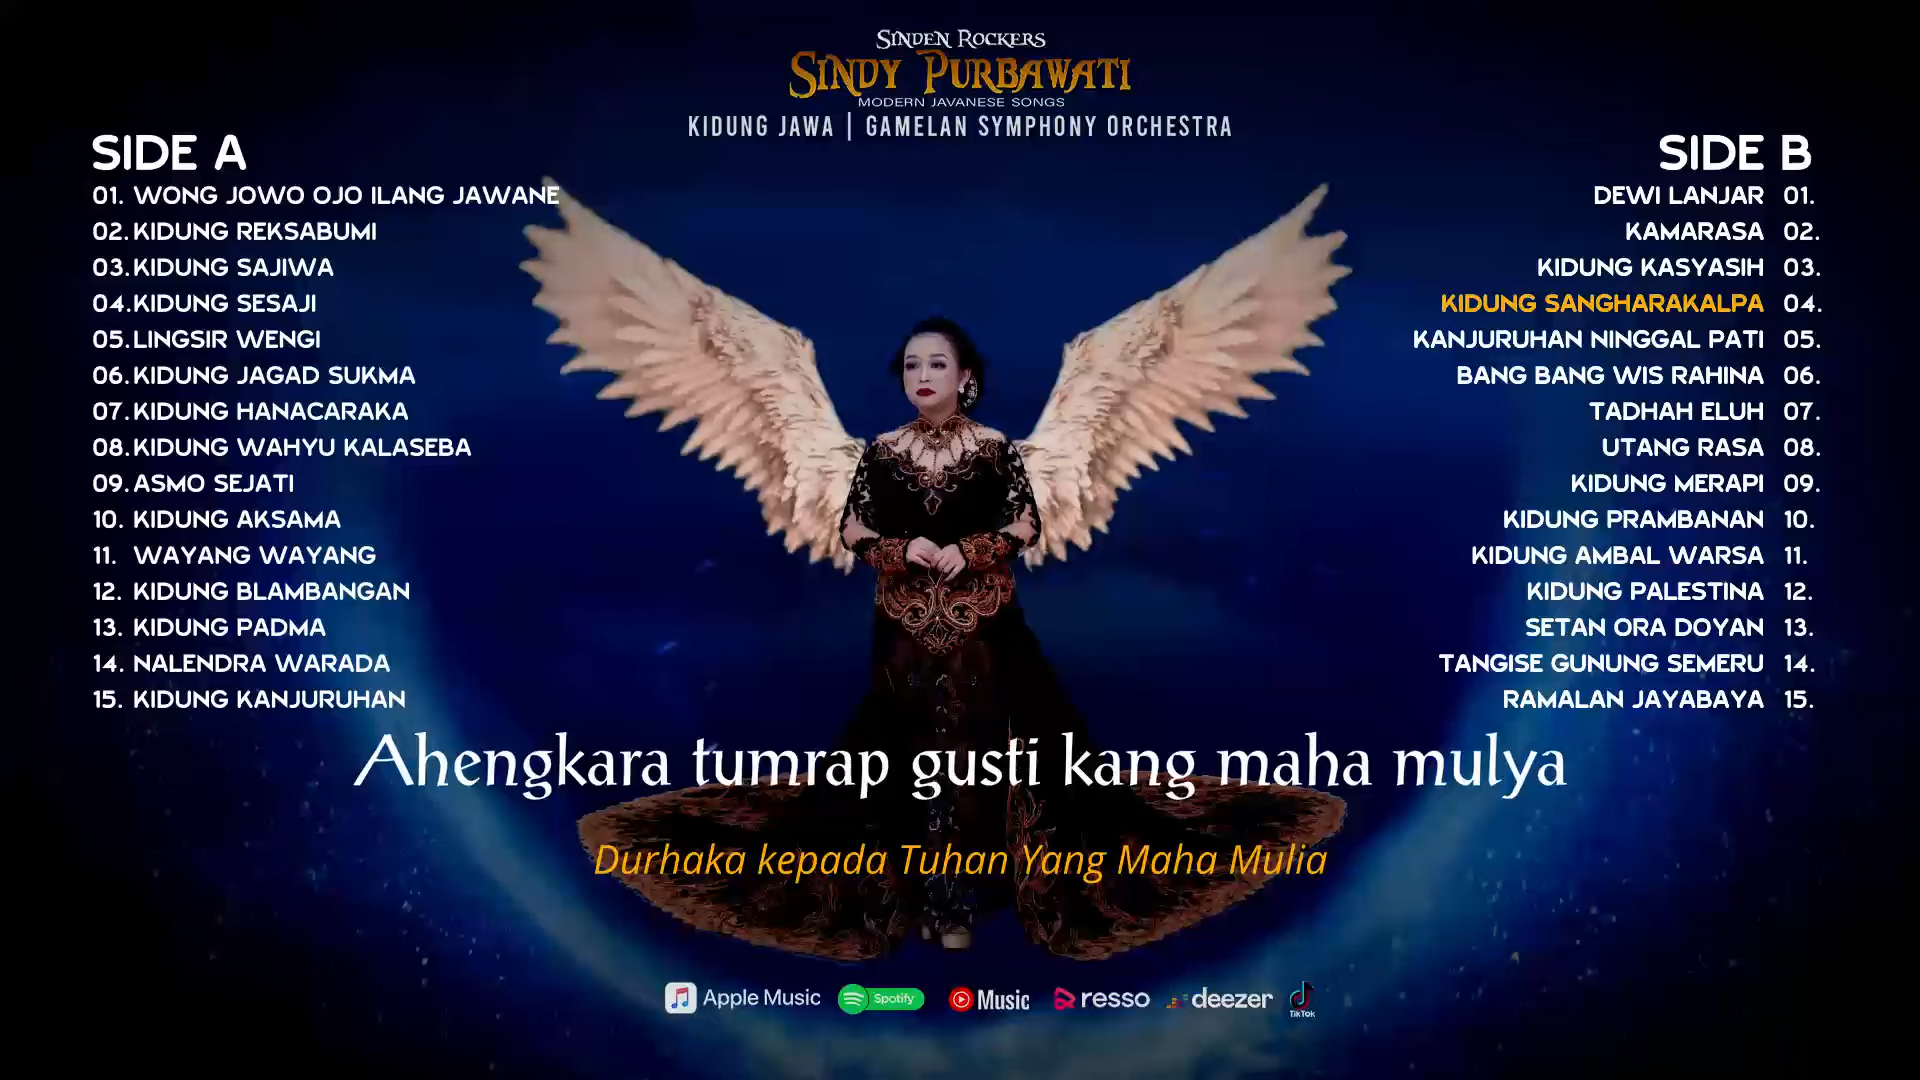 SINDEN ROCKERS
SINDY PURBAWATI
MODERN JAVANESE SONGS
KIDUNG JAWA | GAMELAN SYMPHONY ORCHESTRA
SIDE A
01. WONG JOWO OJO ILANG JAWANE
02. KIDUNG REKSABUMI
03. KIDUNG SAJIWA
04. KIDUNG SESAJI
05. LINGSIR WENGI
06. KIDUNG JAGAD SUKMA
07. KIDUNG HANACARAKA
08. KIDUNG WAHYU KALASEBA
09. ASMO SEJATI
10. KIDUNG AKSAMA
11. WAYANG WAYANG
12. KIDUNG BLAMBANGAN
13. KIDUNG PADMA
14. NALENDRA WARADA
15. KIDUNG KANJURUHAN
SIDE B
DEWI LANJAR 01.
KAMARASA 02.
KIDUNG KASYASIH 03.
KIDUNG SANGHARAKALPA 04.
KANJURUHAN NINGGAL PATI 05.
BANG BANG WIS RAHINA 06.
TADHAH ELUH 07.
UTANG RASA 08.
KIDUNG MERAPI 09.
KIDUNG PRAMBANAN 10.
KIDUNG AMBAL WARSA 11.
KIDUNG PALESTINA 12.
SETAN ORA DOYAN 13.
TANGISE GUNUNG SEMERU 14.
RAMALAN JAYABAYA 15.
Ahengkara tumrap gusti kang maha mulya
Durhaka kepada Tuhan Yang Maha Mulia
Apple Music Spotify Music resso deezer TikTok